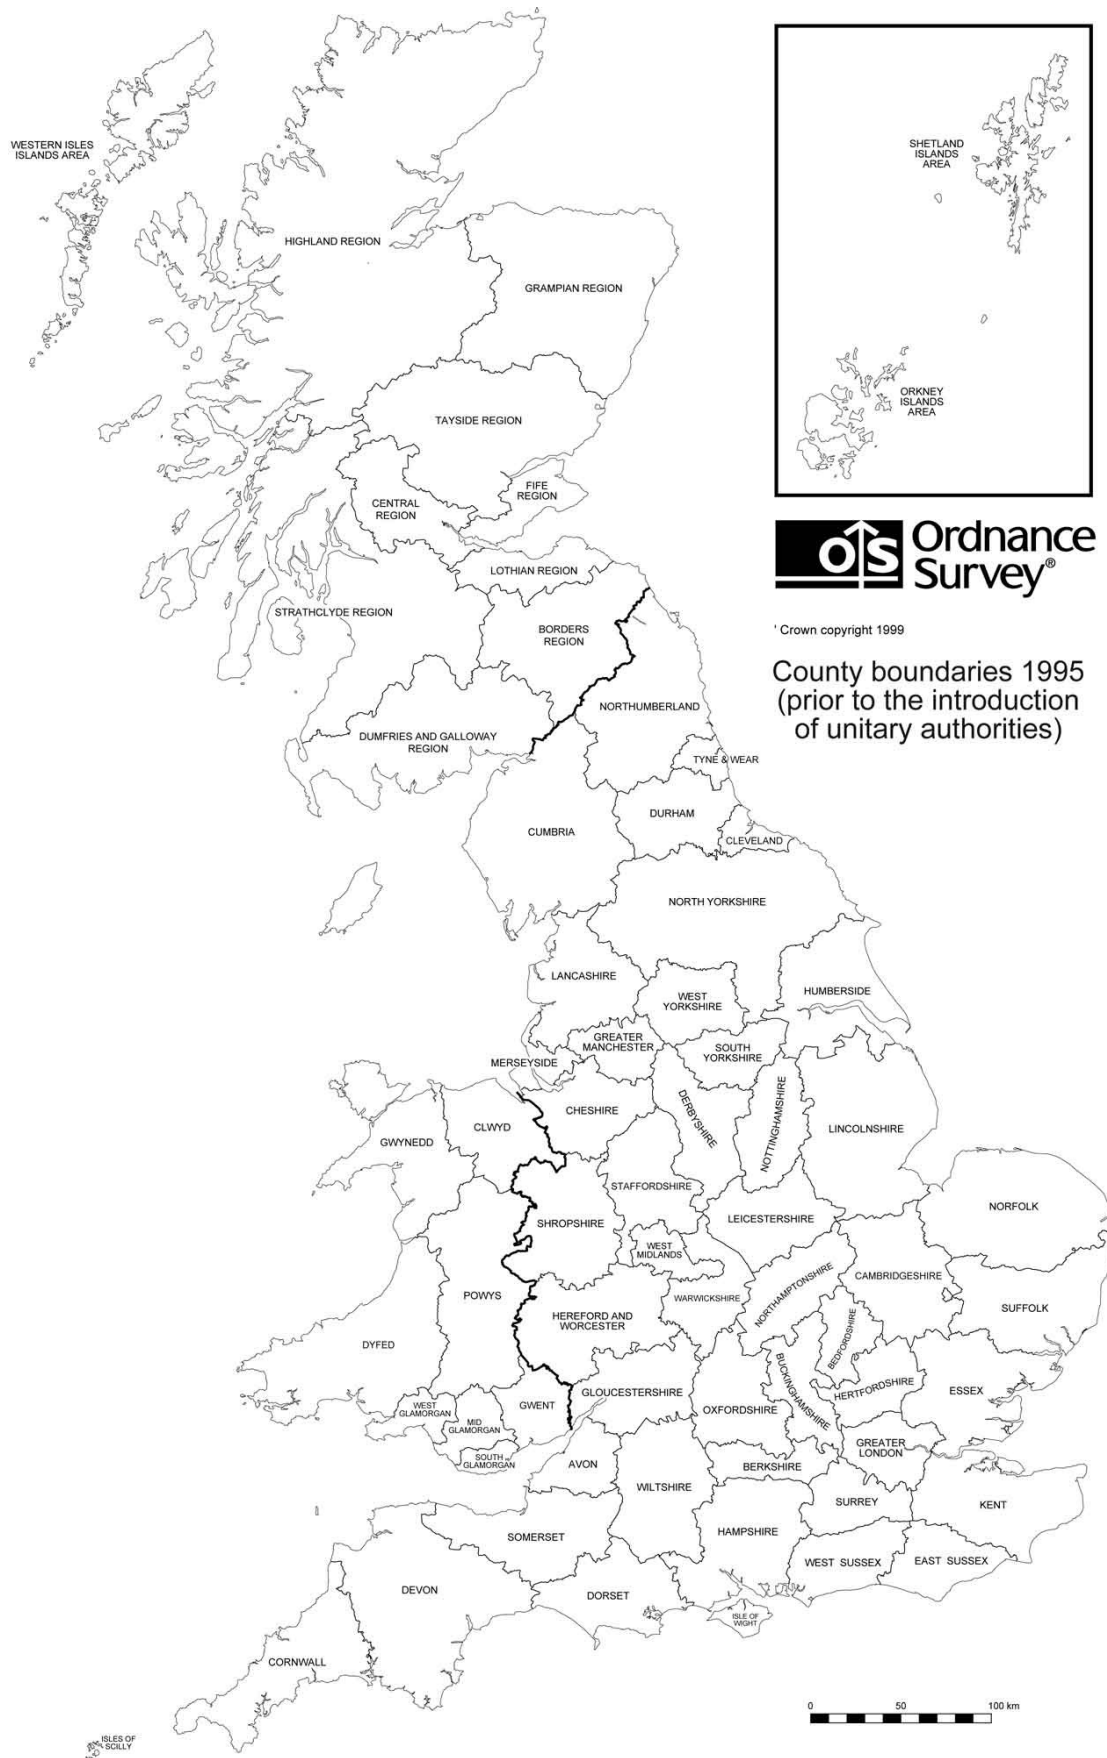 WESTERN ISLES
ISLANDS AREA
SHETLAND
ISLANDS
AREA
HIGHLAND REGION
GRAMPIAN REGION
ORKNEY
ISLANDS
AREA
TAYSIDE REGION
FIFE
REGION
CENTRAL
REGION
Ordnance
Survey®
LOTHIAN REGION
STRATHCLYDE REGION
BORDERS
REGION
' Crown copyright 1999
County boundaries 1995
(prior to the introduction
of unitary authorities)
NORTHUMBERLAND
DUMFRIES AND GALLOWAY
REGION
TYNE & WEAR
DURHAM
CUMBRIA
CLEVELAND
NORTH YORKSHIRE
LANCASHIRE
WEST
YORKSHIRE
HUMBERSIDE
GREATER
MANCHESTER
SOUTH
YORKSHIRE
MERSEYSIDE
CHESHIRE
DERBYSHIRE
NOTTINGHAMSHIRE
LINCOLNSHIRE
CLWYD
GWYNEDD
STAFFORDSHIRE
NORFOLK
SHROPSHIRE
LEICESTERSHIRE
WEST
MIDLANDS
CAMBRIDGESHIRE
NORTHAMPTONSHIRE
POWYS
WARWICKSHIRE
SUFFOLK
HEREFORD AND
WORCESTER
BEDFORDSHIRE
DYFED
BUCKINGHAMSHIRE
HERTFORDSHIRE
ESSEX
GLOUCESTERSHIRE
WEST
GLAMORGAN
GWENT
OXFORDSHIRE
MID
GLAMORGAN
GREATER
LONDON
SOUTH
GLAMORGAN
AVON
BERKSHIRE
WILTSHIRE
SURREY
KENT
SOMERSET
HAMPSHIRE
WEST SUSSEX
EAST SUSSEX
DEVON
DORSET
ISLE OF
WIGHT
CORNWALL
0 50 100 km
ISLES OF
SCILLY